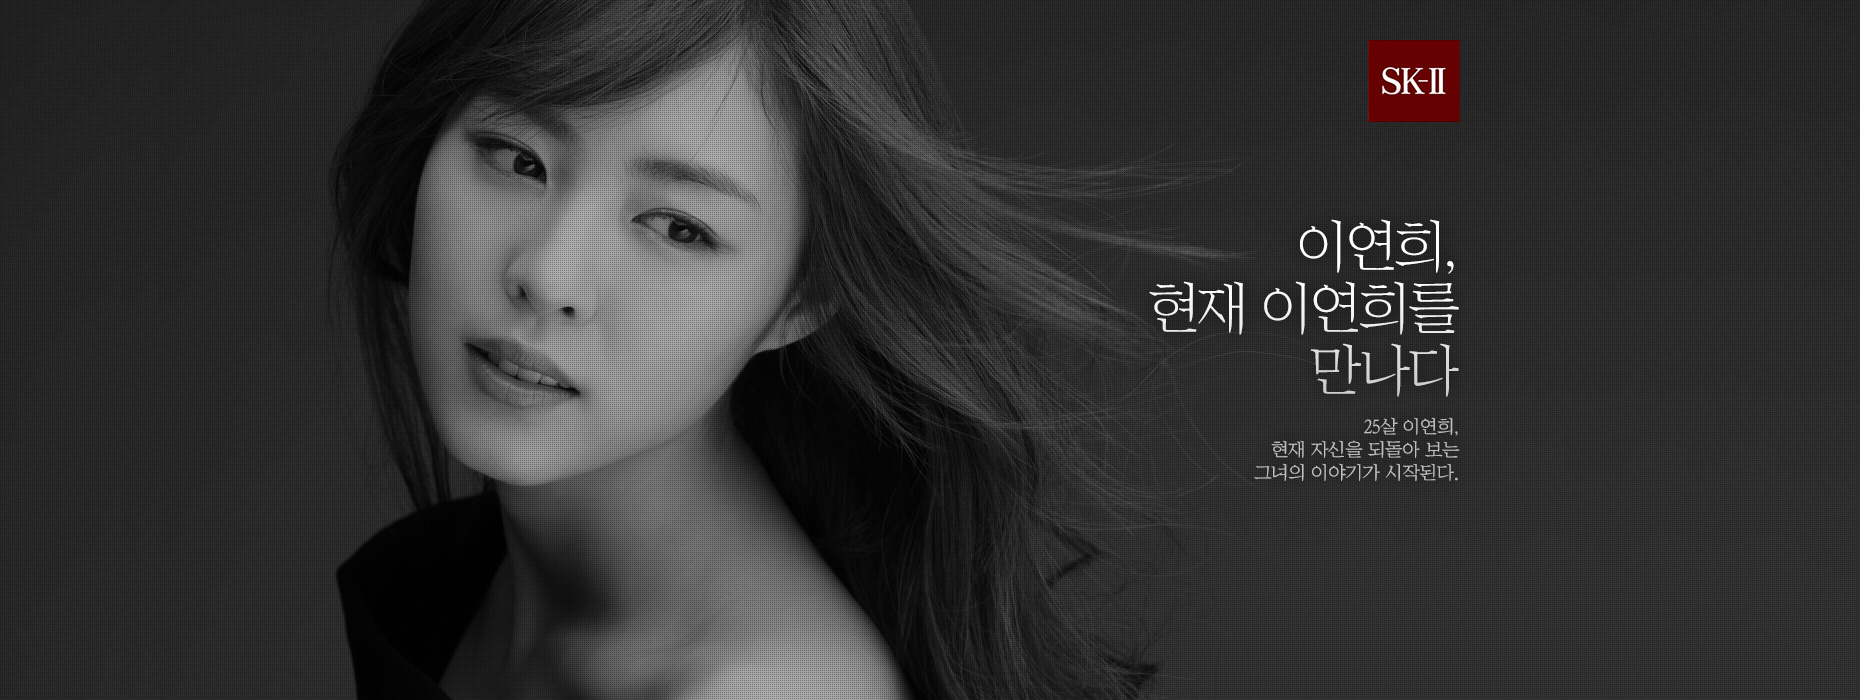 SK-II
이연희,
현재 이연희를
만나다
25살 이연희,
현재 자신을 되돌아 보는
그녀의 이야기가 시작된다.